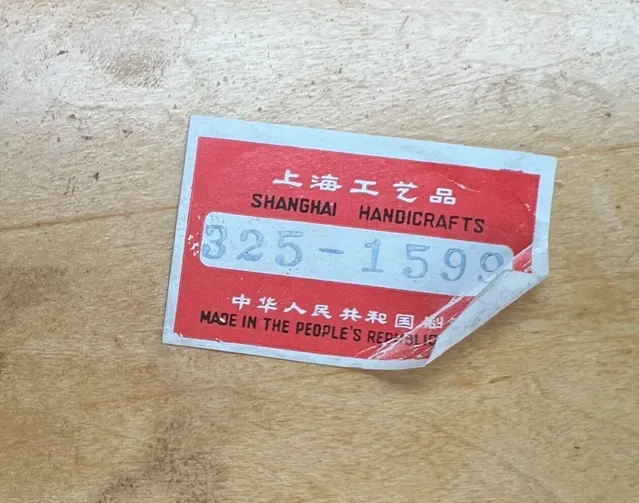 上海工艺品
SHANGHAI HANDICRAFTS
325-1599
中华人民共和国制
MADE IN THE PEOPLE'S REPUBLIC